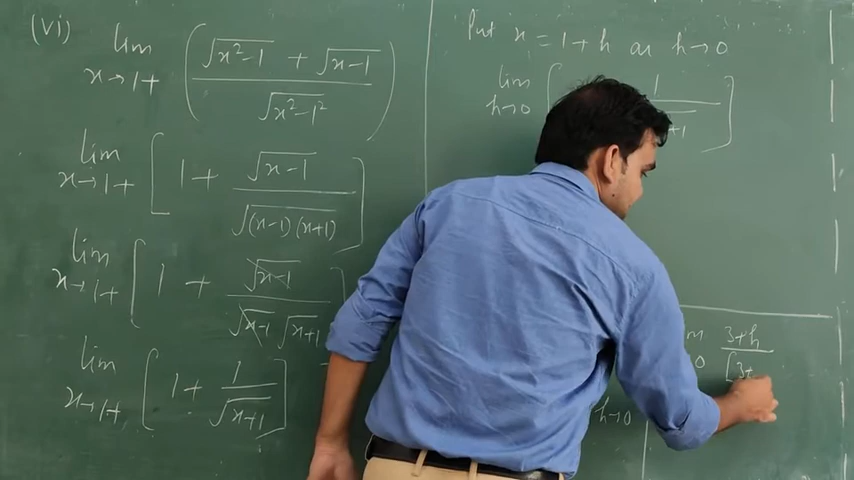 (vi) lim x→1+ ( (√x²-1 + √x-1) / √x²-1² )
lim x→1+ [ 1 + √x-1 / √(x-1)(x+1) ]
lim x→1+ [ 1 + √x-1 / √x-1 √x+1 ]
lim x→1+ [ 1 + 1 / √x+1 ]
Put x = 1+h as h→0
lim h→0 [ 1 / +1 ]
h→0
m 0 3+h / [3+